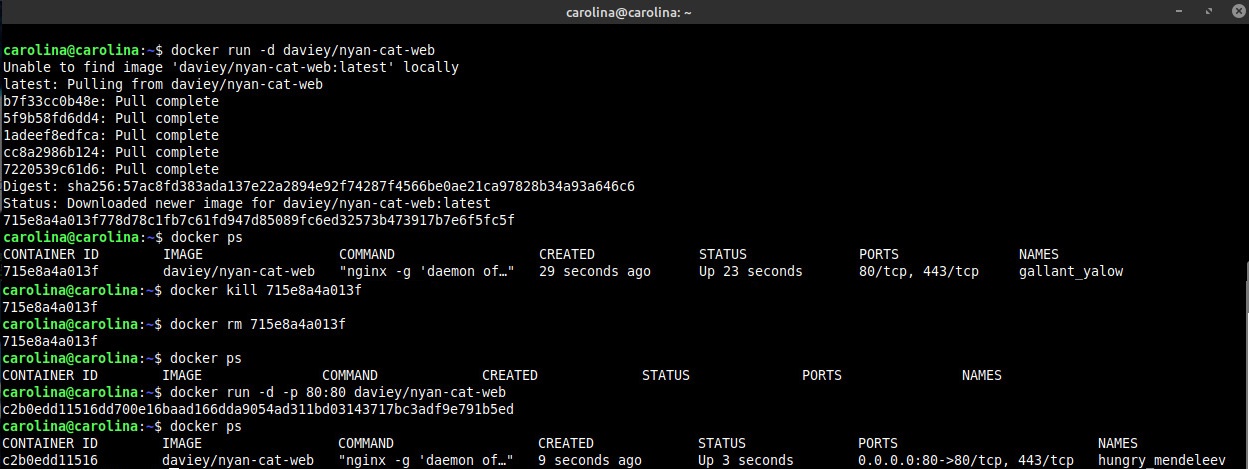 carolina@carolina: ~
carolina@carolina:~$ docker run -d daviey/nyan-cat-web
Unable to find image 'daviey/nyan-cat-web:latest' locally
latest: Pulling from daviey/nyan-cat-web
b7f33cc0b48e: Pull complete
5f9b58fd6dd4: Pull complete
1adeef8edfca: Pull complete
cc8a2986b124: Pull complete
7220539c61d6: Pull complete
Digest: sha256:57ac8fd383ada137e22a2894e92f74287f4566be0ae21ca97828b34a93a646c6
Status: Downloaded newer image for daviey/nyan-cat-web:latest
715e8a4a013f778d78c1fb7c61fd947d85089fc6ed32573b473917b7e6f5fc5f
carolina@carolina:~$ docker ps
CONTAINER ID        IMAGE                 COMMAND                  CREATED             STATUS              PORTS               NAMES
715e8a4a013f        daviey/nyan-cat-web   "nginx -g 'daemon of…"   29 seconds ago      Up 23 seconds       80/tcp, 443/tcp     gallant_yalow
carolina@carolina:~$ docker kill 715e8a4a013f
715e8a4a013f
carolina@carolina:~$ docker rm 715e8a4a013f
715e8a4a013f
carolina@carolina:~$ docker ps
CONTAINER ID        IMAGE               COMMAND             CREATED             STATUS              PORTS               NAMES
carolina@carolina:~$ docker run -d -p 80:80 daviey/nyan-cat-web
c2b0edd11516dd700e16baad166dda9054ad311bd03143717bc3adf9e791b5ed
carolina@carolina:~$ docker ps
CONTAINER ID        IMAGE                 COMMAND                  CREATED             STATUS              PORTS                         NAMES
c2b0edd11516        daviey/nyan-cat-web   "nginx -g 'daemon of…"   9 seconds ago       Up 3 seconds        0.0.0.0:80->80/tcp, 443/tcp   hungry_mendeleev